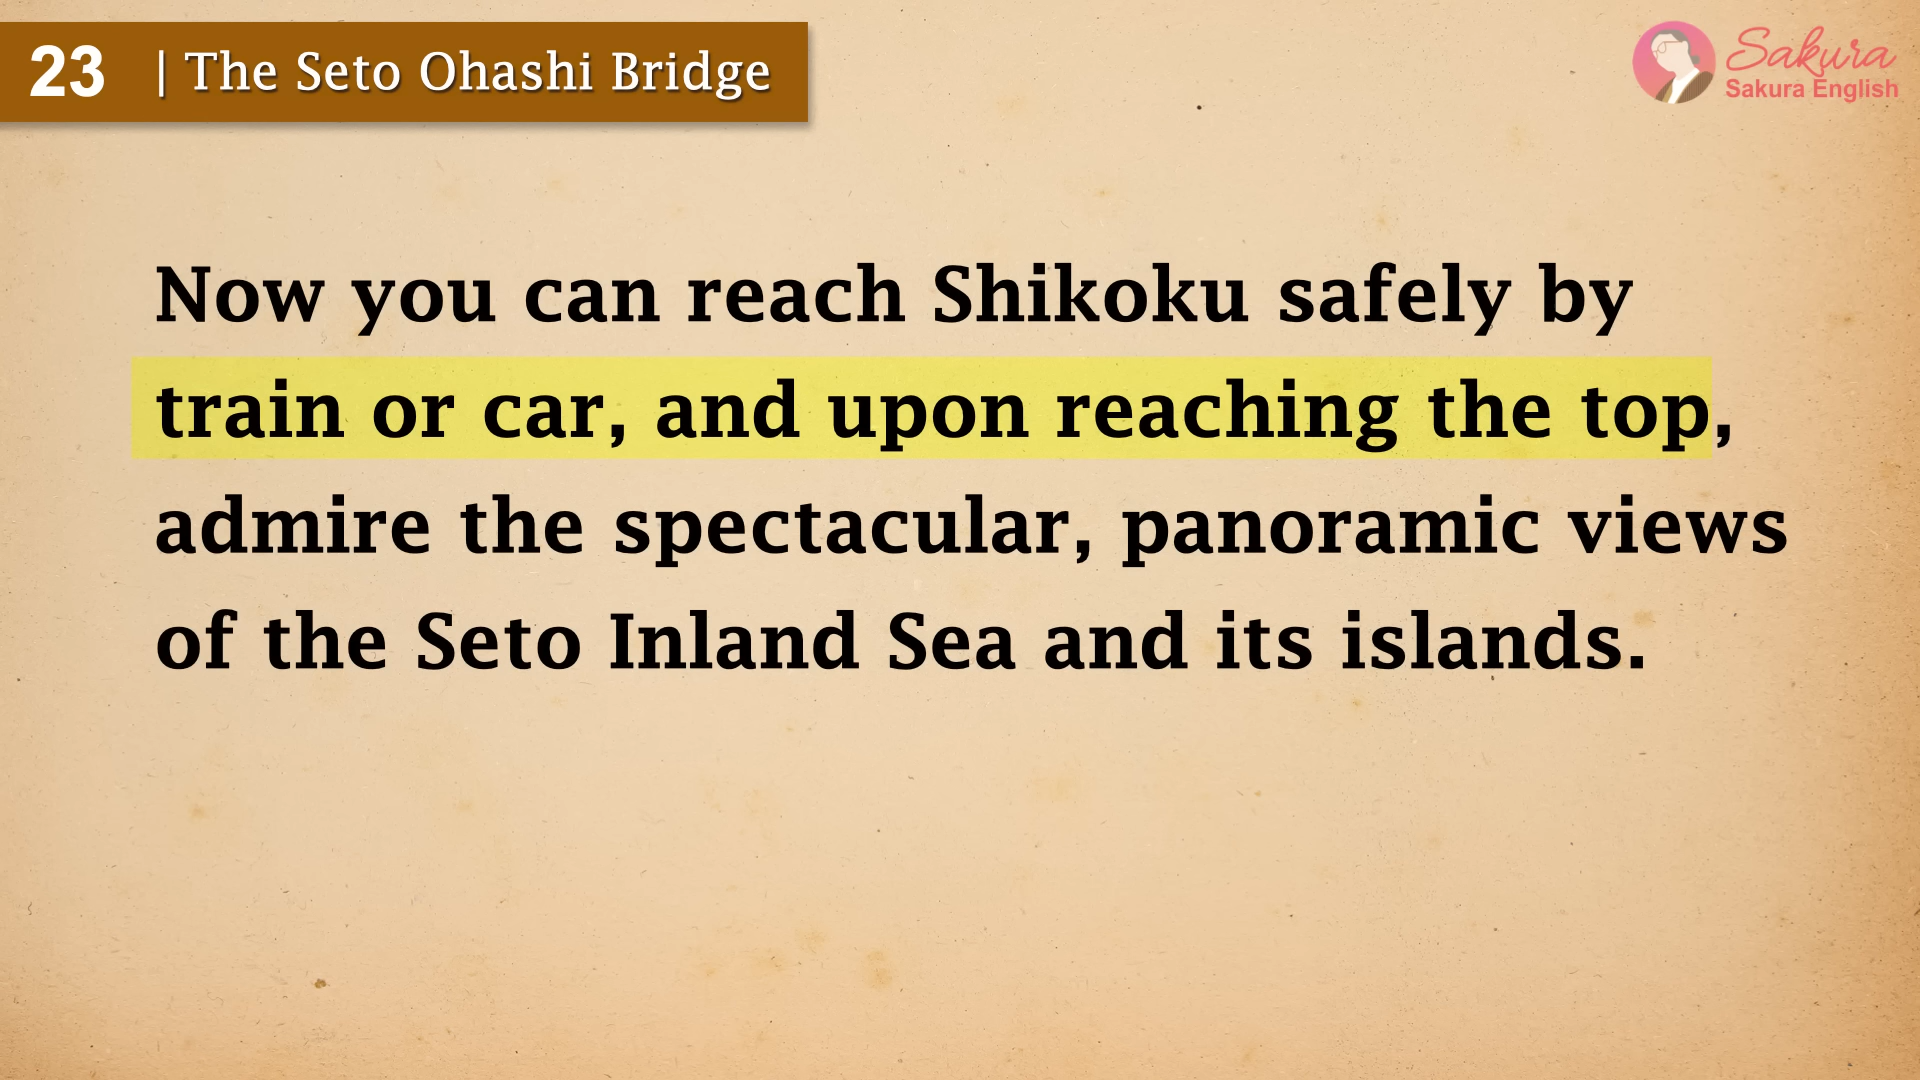 23 | The Seto Ohashi Bridge
Sakura
Sakura English
Now you can reach Shikoku safely by
train or car, and upon reaching the top,
admire the spectacular, panoramic views
of the Seto Inland Sea and its islands.